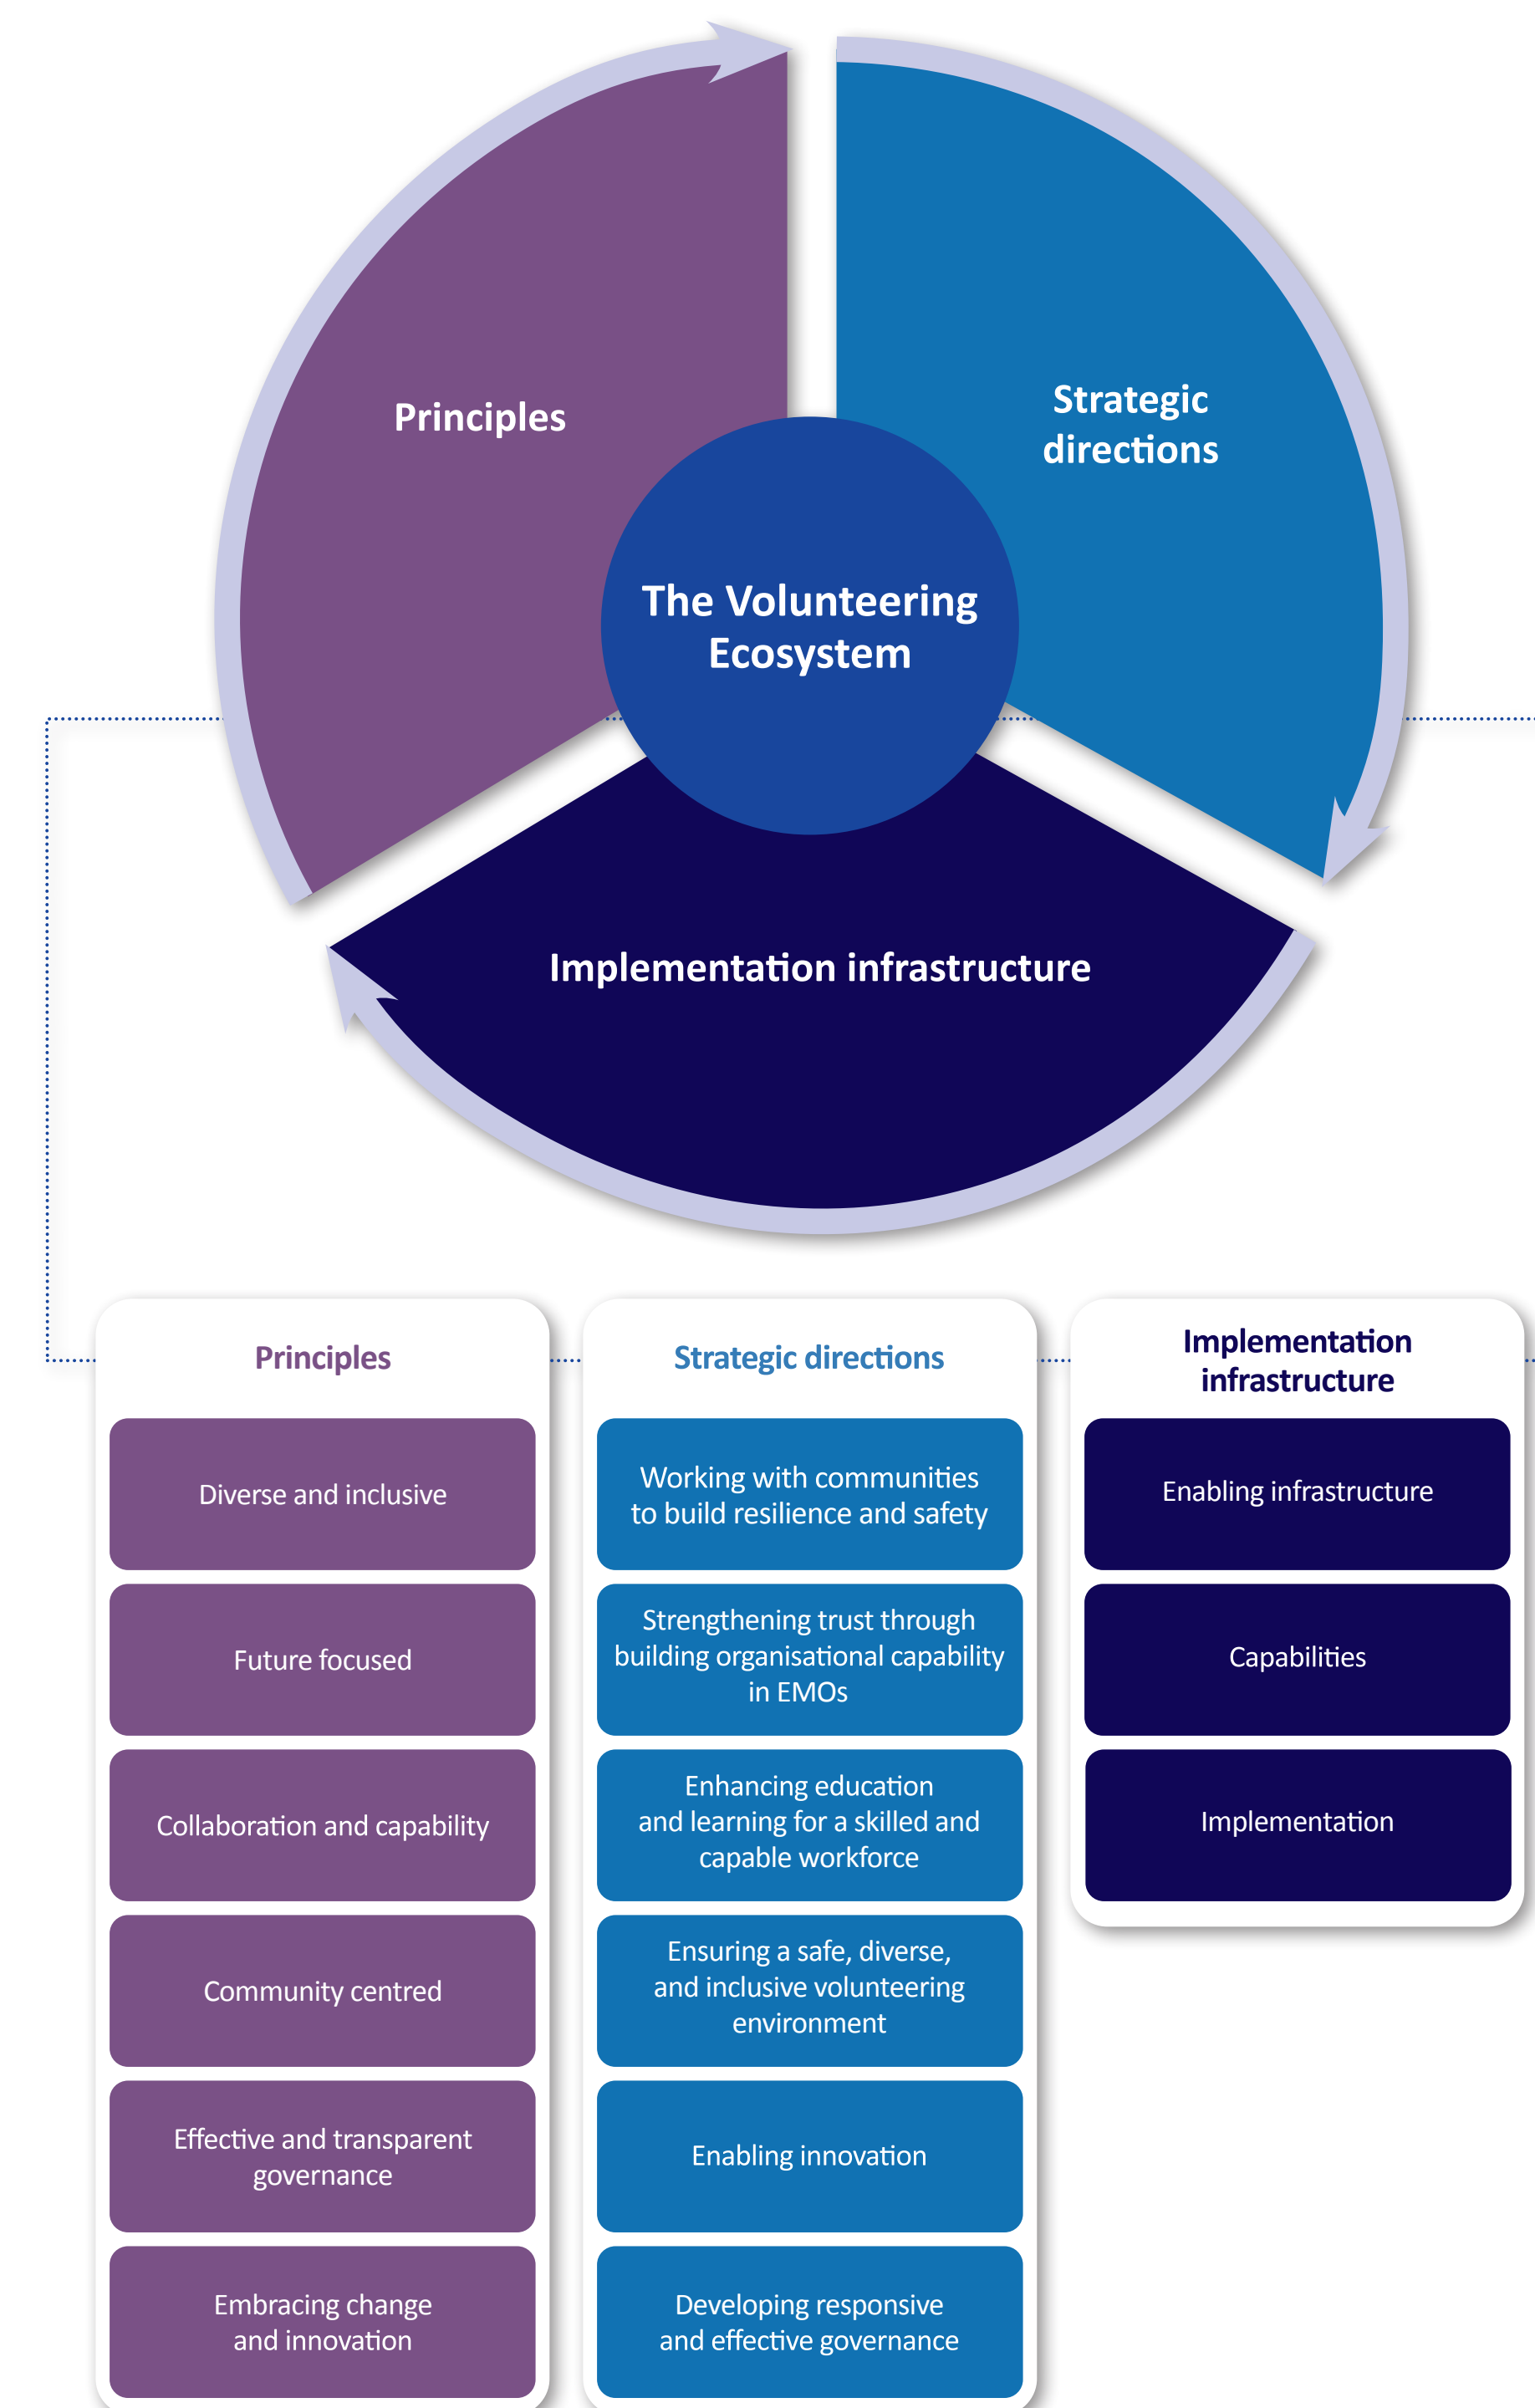 Principles
Strategic
directions
The Volunteering
Ecosystem
Implementation infrastructure
Principles
Diverse and inclusive
Future focused
Collaboration and capability
Community centred
Effective and transparent
governance
Embracing change
and innovation
Strategic directions
Working with communities
to build resilience and safety
Strengthening trust through
building organisational capability
in EMOs
Enhancing education
and learning for a skilled and
capable workforce
Ensuring a safe, diverse,
and inclusive volunteering
environment
Enabling innovation
Developing responsive
and effective governance
Implementation
infrastructure
Enabling infrastructure
Capabilities
Implementation